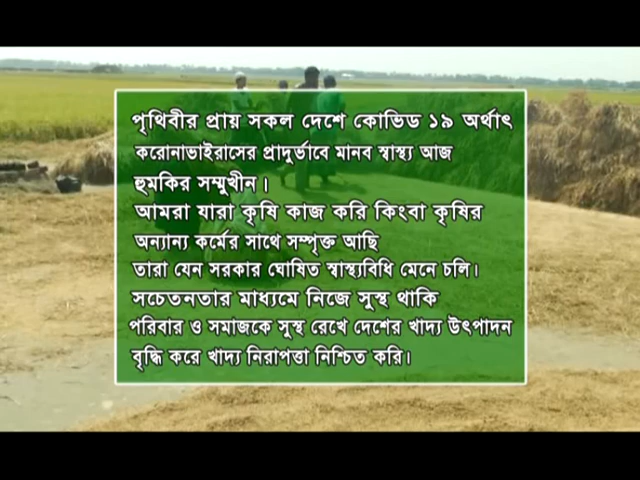 পৃথিবীর প্রায় সকল দেশে কোভিড ১৯ অর্থাৎ
করোনাভাইরাসের প্রাদুর্ভাবে মানব স্বাস্থ্য আজ
হুমকির সম্মুখীন।
আমরা যারা কৃষি কাজ করি কিংবা কৃষির
অন্যান্য কর্মের সাথে সম্পৃক্ত আছি
তারা যেন সরকার ঘোষিত স্বাস্থ্যবিধি মেনে চলি।
সচেতনতার মাধ্যমে নিজে সুস্থ থাকি
পরিবার ও সমাজকে সুস্থ রেখে দেশের খাদ্য উৎপাদন
বৃদ্ধি করে খাদ্য নিরাপত্তা নিশ্চিত করি।